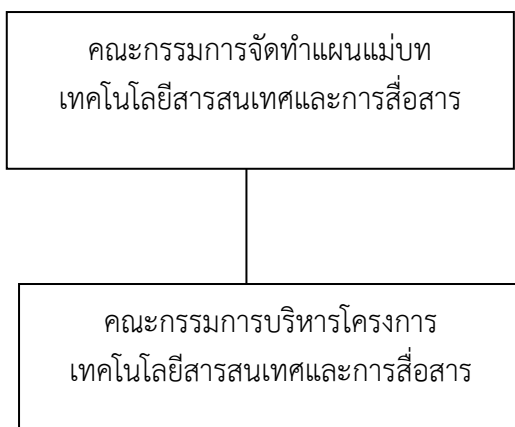 คณะกรรมการจัดทำแผนแม่บท
เทคโนโลยีสารสนเทศและการสื่อสาร
คณะกรรมการบริหารโครงการ
เทคโนโลยีสารสนเทศและการสื่อสาร